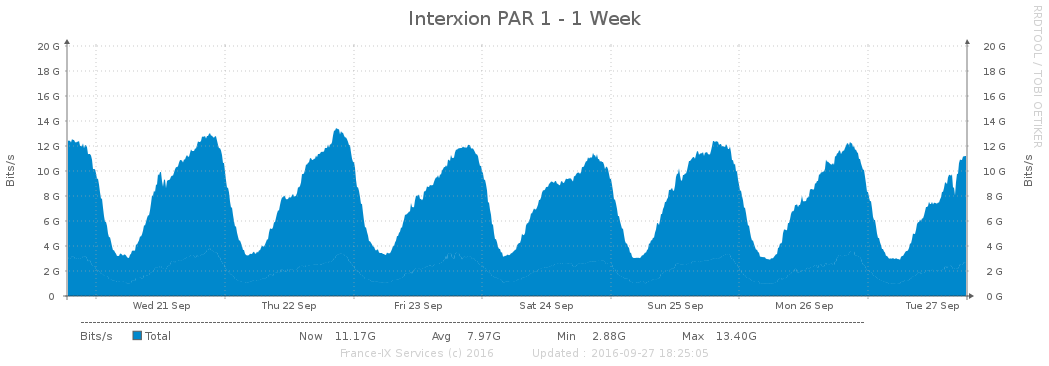 Interxion PAR 1 - 1 Week
RRDTOOL / TOBI OETIKER
Bits/s
20 G 20 G
18 G 18 G
16 G 16 G
14 G 14 G
12 G 12 G
10 G 10 G
8 G 8 G
6 G 6 G
4 G 4 G
2 G 2 G
0 0 G
Bits/s
Wed 21 Sep Thu 22 Sep Fri 23 Sep Sat 24 Sep Sun 25 Sep Mon 26 Sep Tue 27 Sep
Bits/s Total Now 11.17G Avg 7.97G Min 2.88G Max 13.40G
France-IX Services (c) 2016 Updated : 2016-09-27 18:25:05